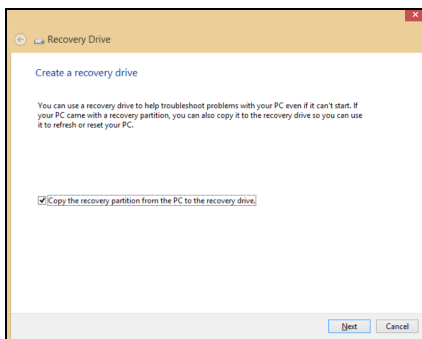 Recovery Drive
Create a recovery drive
You can use a recovery drive to help troubleshoot problems with your PC even if it can't start. If
your PC came with a recovery partition, you can also copy it to the recovery drive so you can use
it to refresh or reset your PC.
Copy the recovery partition from the PC to the recovery drive.
Next Cancel